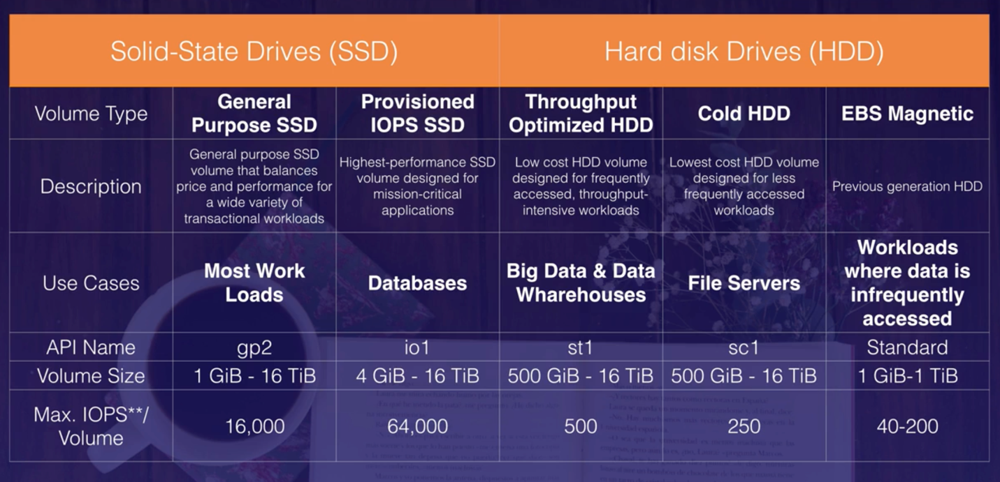 Solid-State Drives (SSD)
Hard disk Drives (HDD)
Volume Type
General
Purpose SSD
Provisioned
IOPS SSD
Throughput
Optimized HDD
Cold HDD
EBS Magnetic
Description
General purpose SSD
volume that balances
price and performance for
a wide variety of
transactional workloads
Highest-performance SSD
volume designed for
mission-critical
applications
Low cost HDD volume
designed for frequently
accessed, throughput-
intensive workloads
Lowest cost HDD volume
designed for less
frequently accessed
workloads
Previous generation HDD
Use Cases
Most Work
Loads
Databases
Big Data & Data
Wharehouses
File Servers
Workloads
where data is
infrequently
accessed
API Name
gp2
io1
st1
sc1
Standard
Volume Size
1 GiB - 16 TiB
4 GiB - 16 TiB
500 GiB - 16 TiB
500 GiB - 16 TiB
1 GiB-1 TiB
Max. IOPS**/
Volume
16,000
64,000
500
250
40-200